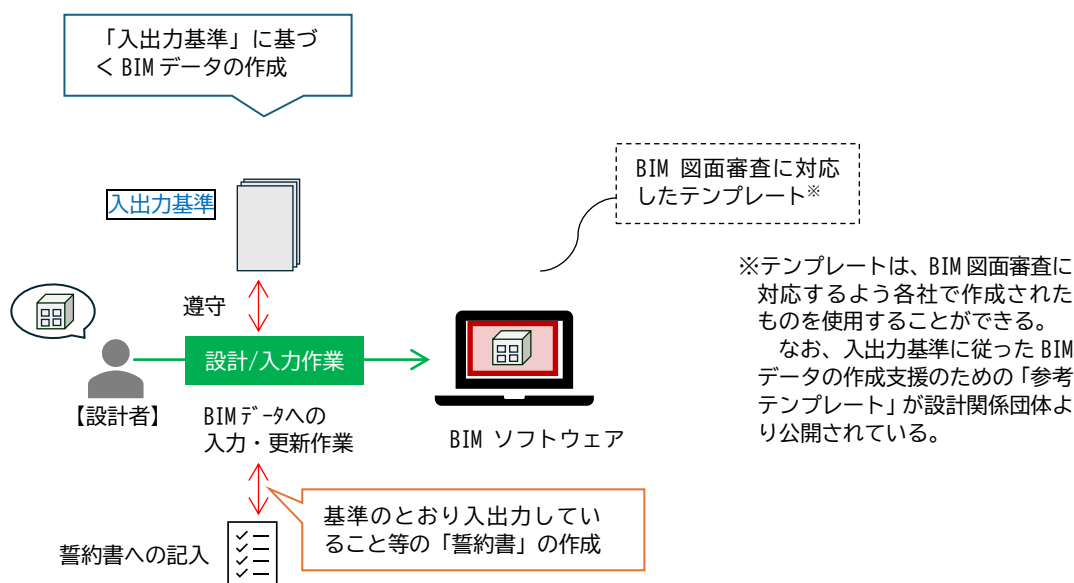 「入出力基準」に基づ
く BIM データの作成
BIM 図面審査に対応
したテンプレート※
入出力基準
※テンプレートは、BIM 図面審査に
対応するよう各社で作成された
ものを使用することができる。
なお、入出力基準に従った BIM
データの作成支援のための「参考
テンプレート」が設計関係団体よ
り公開されている。
遵守
設計/入力作業
【設計者】
BIMﾃﾞｰﾀへの
入力・更新作業
BIM ソフトウェア
基準のとおり入出力してい
ること等の「誓約書」の作成
誓約書への記入